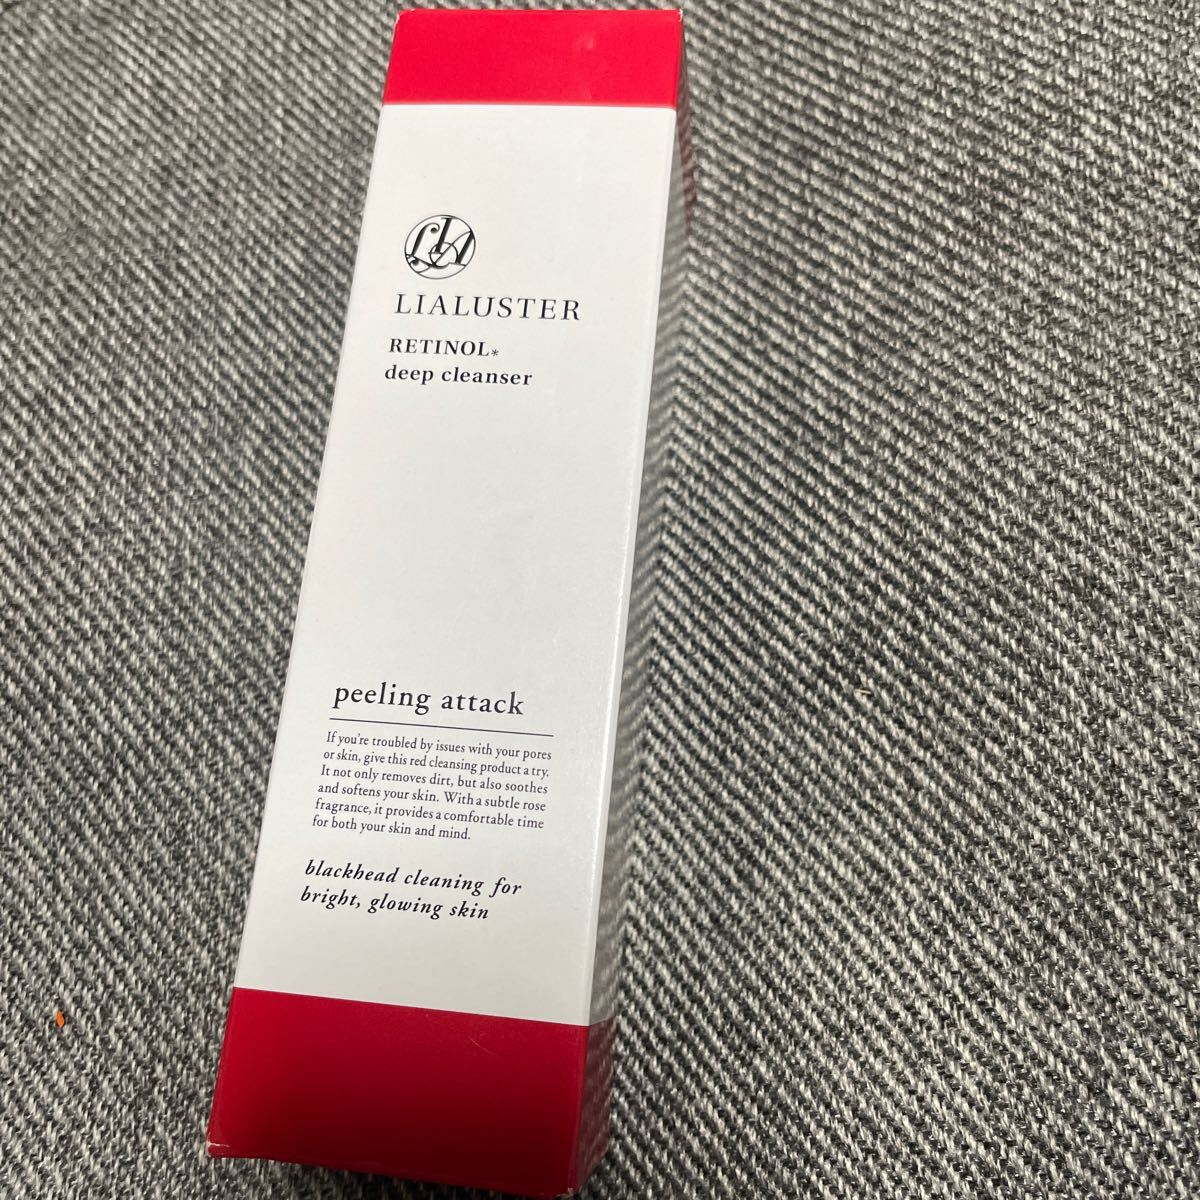 LIA
LIALUSTER
RETINOL*
deep cleanser
peeling attack
If you're troubled by issues with your pores
or skin, give this red cleansing product a try.
It not only removes dirt, but also soothes
and softens your skin. With a subtle rose
fragrance, it provides a comfortable time
for both your skin and mind.
blackhead cleaning for
bright, glowing skin